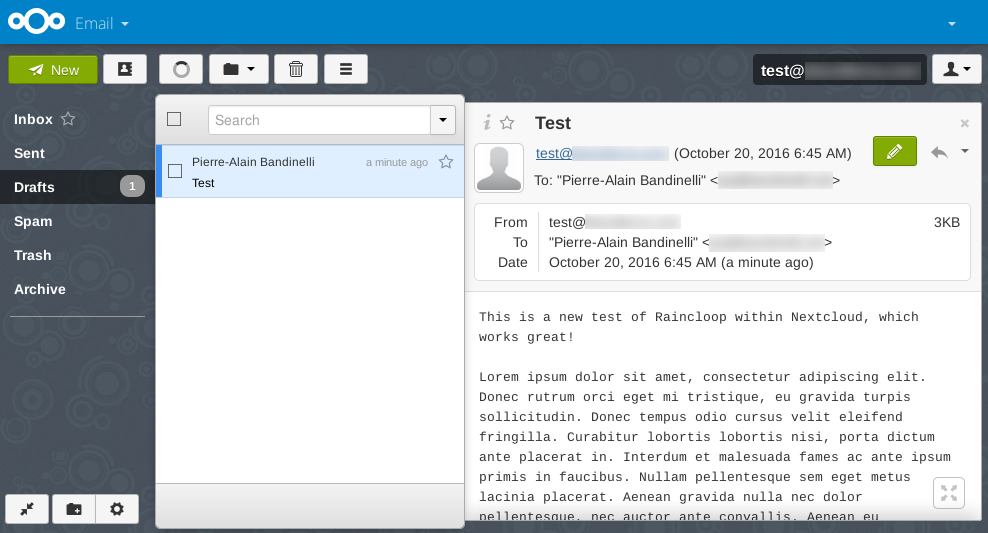 Email
New
test@
Inbox
Sent
Drafts 1
Spam
Trash
Archive
Search
Pierre-Alain Bandinelli a minute ago
Test
Test
test@ (October 20, 2016 6:45 AM)
To: "Pierre-Alain Bandinelli" < >
From test@ 3KB
To "Pierre-Alain Bandinelli" < >
Date October 20, 2016 6:45 AM (a minute ago)
This is a new test of Raincloop within Nextcloud, which
works great!
Lorem ipsum dolor sit amet, consectetur adipiscing elit.
Donec rutrum orci eget mi tristique, eu gravida turpis
sollicitudin. Donec tempus odio cursus velit eleifend
fringilla. Curabitur lobortis lobortis nisi, porta dictum
ante placerat in. Interdum et malesuada fames ac ante ipsum
primis in faucibus. Nullam pellentesque sem eget metus
lacinia placerat. Aenean gravida nulla nec dolor
pellentesque, nec auctor ante convallis. Aenean eu